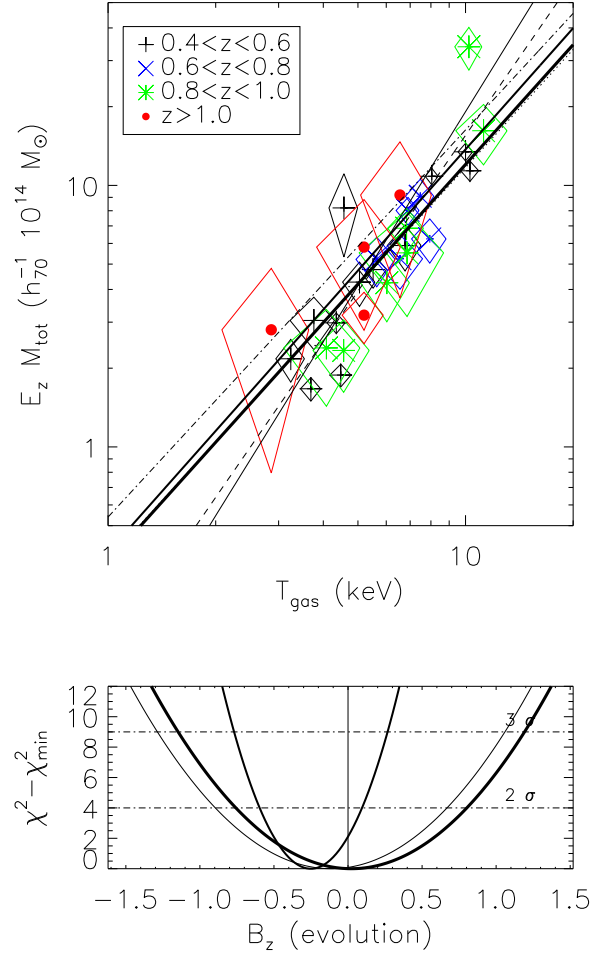 0.4<z<0.6
0.6<z<0.8
0.8<z<1.0
z>1.0
10
1
E_z M_tot (h_70^-1 10^14 M_⊙)
1 10
T_gas (keV)
12
10
8
6
4
2
0
3 σ
2 σ
χ²−χ²_min
−1.5 −1.0 −0.5 0.0 0.5 1.0 1.5
B_z (evolution)